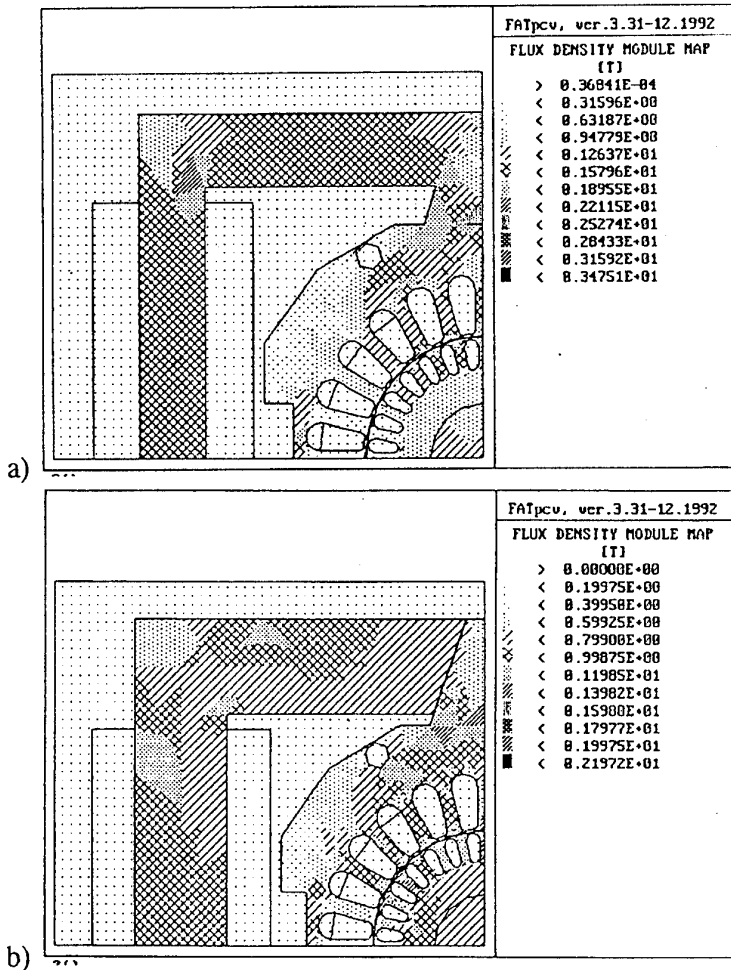 FATpcv, ver.3.31-12.1992
FLUX DENSITY MODULE MAP
[T]
> 0.36841E-04
< 0.31596E+00
< 0.63187E+00
< 0.94779E+00
< 0.12637E+01
< 0.15796E+01
< 0.18955E+01
< 0.22115E+01
< 0.25274E+01
< 0.28433E+01
< 0.31592E+01
< 0.34751E+01
a)
FATpcv, ver.3.31-12.1992
FLUX DENSITY MODULE MAP
[T]
> 0.00000E+00
< 0.19975E+00
< 0.39950E+00
< 0.59925E+00
< 0.79900E+00
< 0.99875E+00
< 0.11985E+01
< 0.13982E+01
< 0.15980E+01
< 0.17977E+01
< 0.19975E+01
< 0.21972E+01
b)